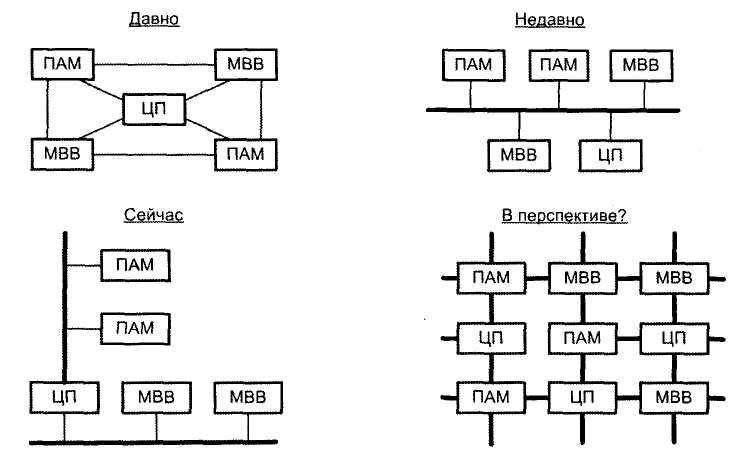 Давно
ПАМ МВВ
ЦП
МВВ ПАМ
Недавно
ПАМ ПАМ МВВ
МВВ ЦП
Сейчас
ПАМ
ПАМ
ЦП МВВ МВВ
В перспективе?
ПАМ МВВ МВВ
ЦП ПАМ ЦП
ПАМ ЦП МВВ